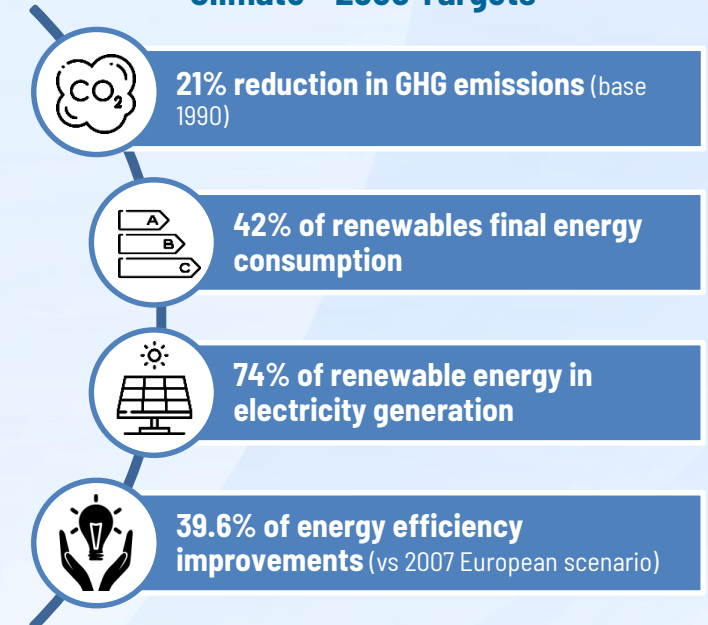 21% reduction in GHG emissions (base
1990)
42% of renewables final energy
consumption
74% of renewable energy in
electricity generation
39.6% of energy efficiency
improvements (vs 2007 European scenario)
CO2
A
B
C